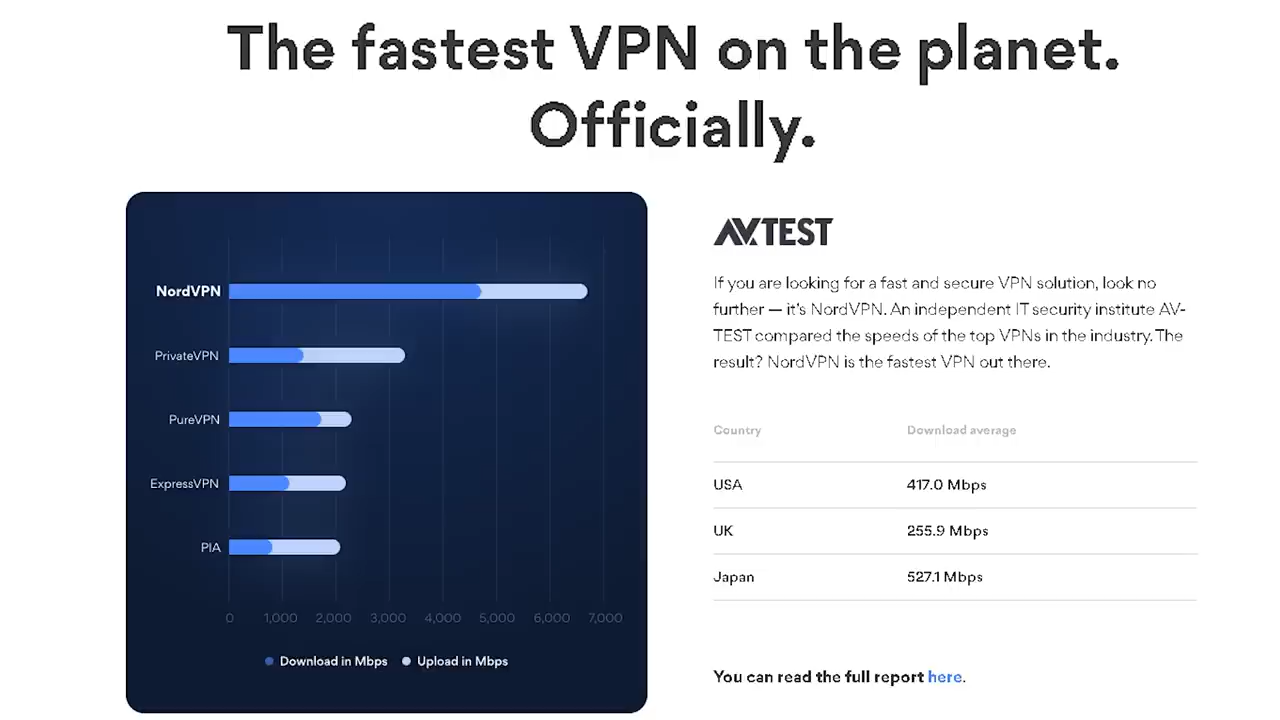 The fastest VPN on the planet.
Officially.
NordVPN
PrivateVPN
PureVPN
ExpressVPN
PIA
0 1,000 2,000 3,000 4,000 5,000 6,000 7,000
Download in Mbps Upload in Mbps
AV TEST
If you are looking for a fast and secure VPN solution, look no
further — it's NordVPN. An independent IT security institute AV-
TEST compared the speeds of the top VPNs in the industry. The
result? NordVPN is the fastest VPN out there.
Country Download average
USA 417.0 Mbps
UK 255.9 Mbps
Japan 527.1 Mbps
You can read the full report here.